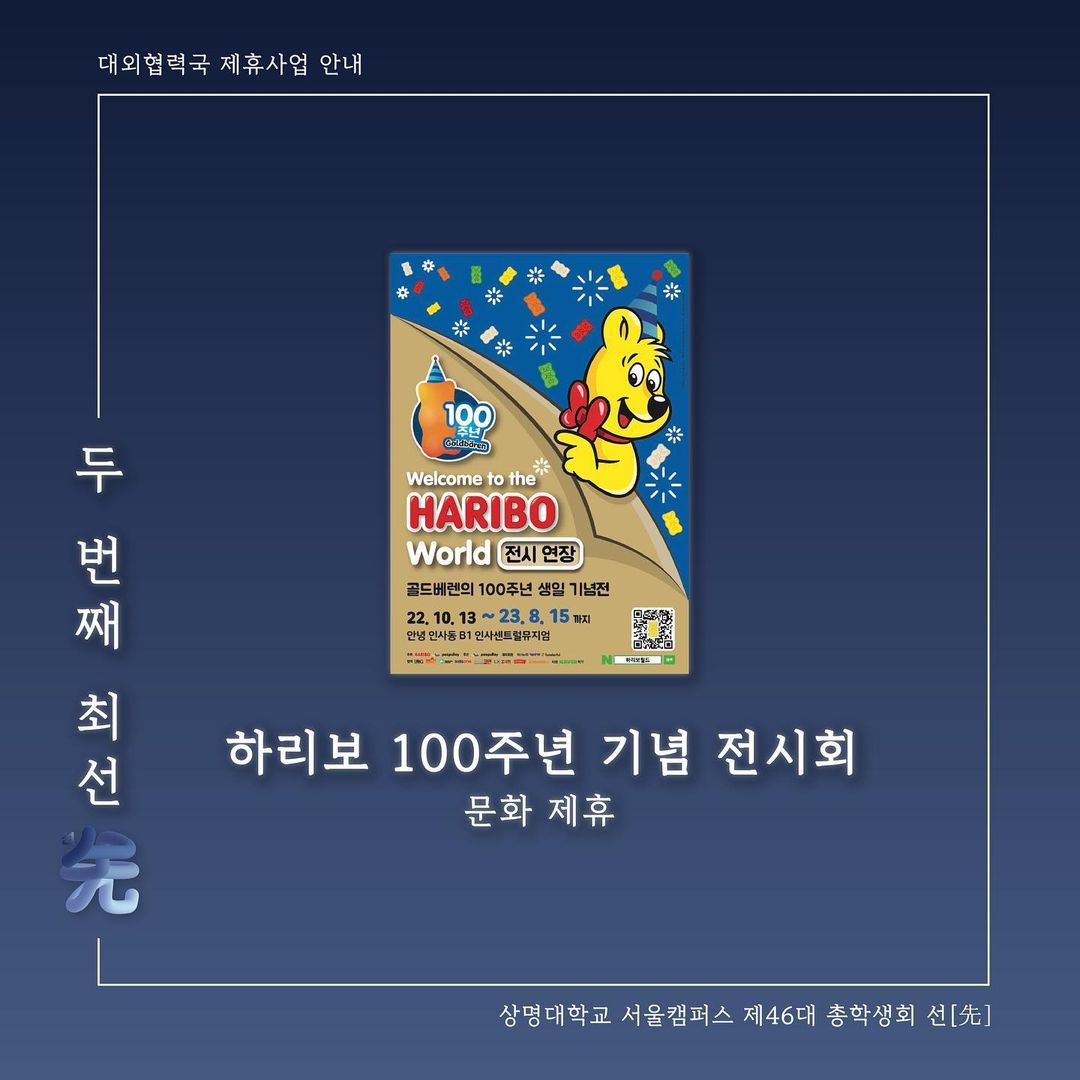 대외협력국 제휴사업 안내
100
주년
Goldbären
Welcome to the
HARIBO
World 전시 연장
골드베렌의 100주년 생일 기념전
22. 10. 13 ~ 23. 8. 15 까지
안녕 인사동 B1 인사센트럴뮤지엄
N 하리보월드
두 번째 최선
先
하리보 100주년 기념 전시회
문화 제휴
상명대학교 서울캠퍼스 제46대 총학생회 선[先]